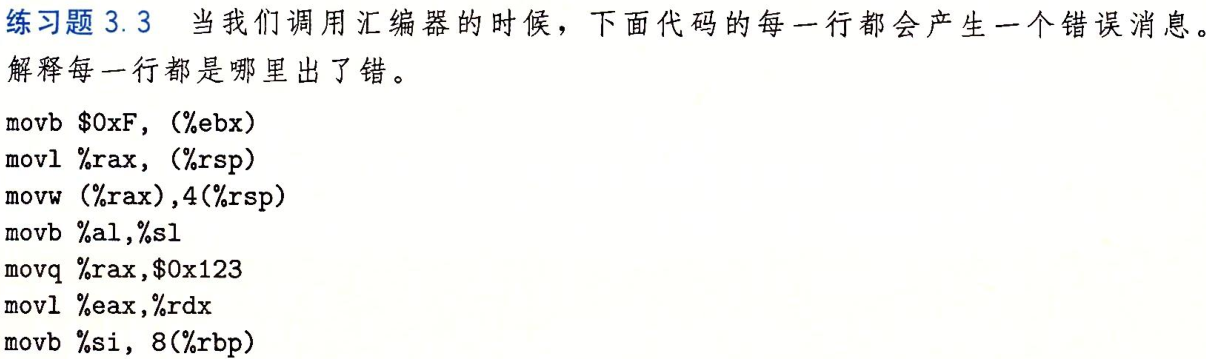 练习题 3.3 当我们调用汇编器的时候，下面代码的每一行都会产生一个错误消息。
解释每一行都是哪里出了错。
movb $0xF, (%ebx)
movl %rax, (%rsp)
movw (%rax),4(%rsp)
movb %al,%sl
movq %rax,$0x123
movl %eax,%rdx
movb %si, 8(%rbp)